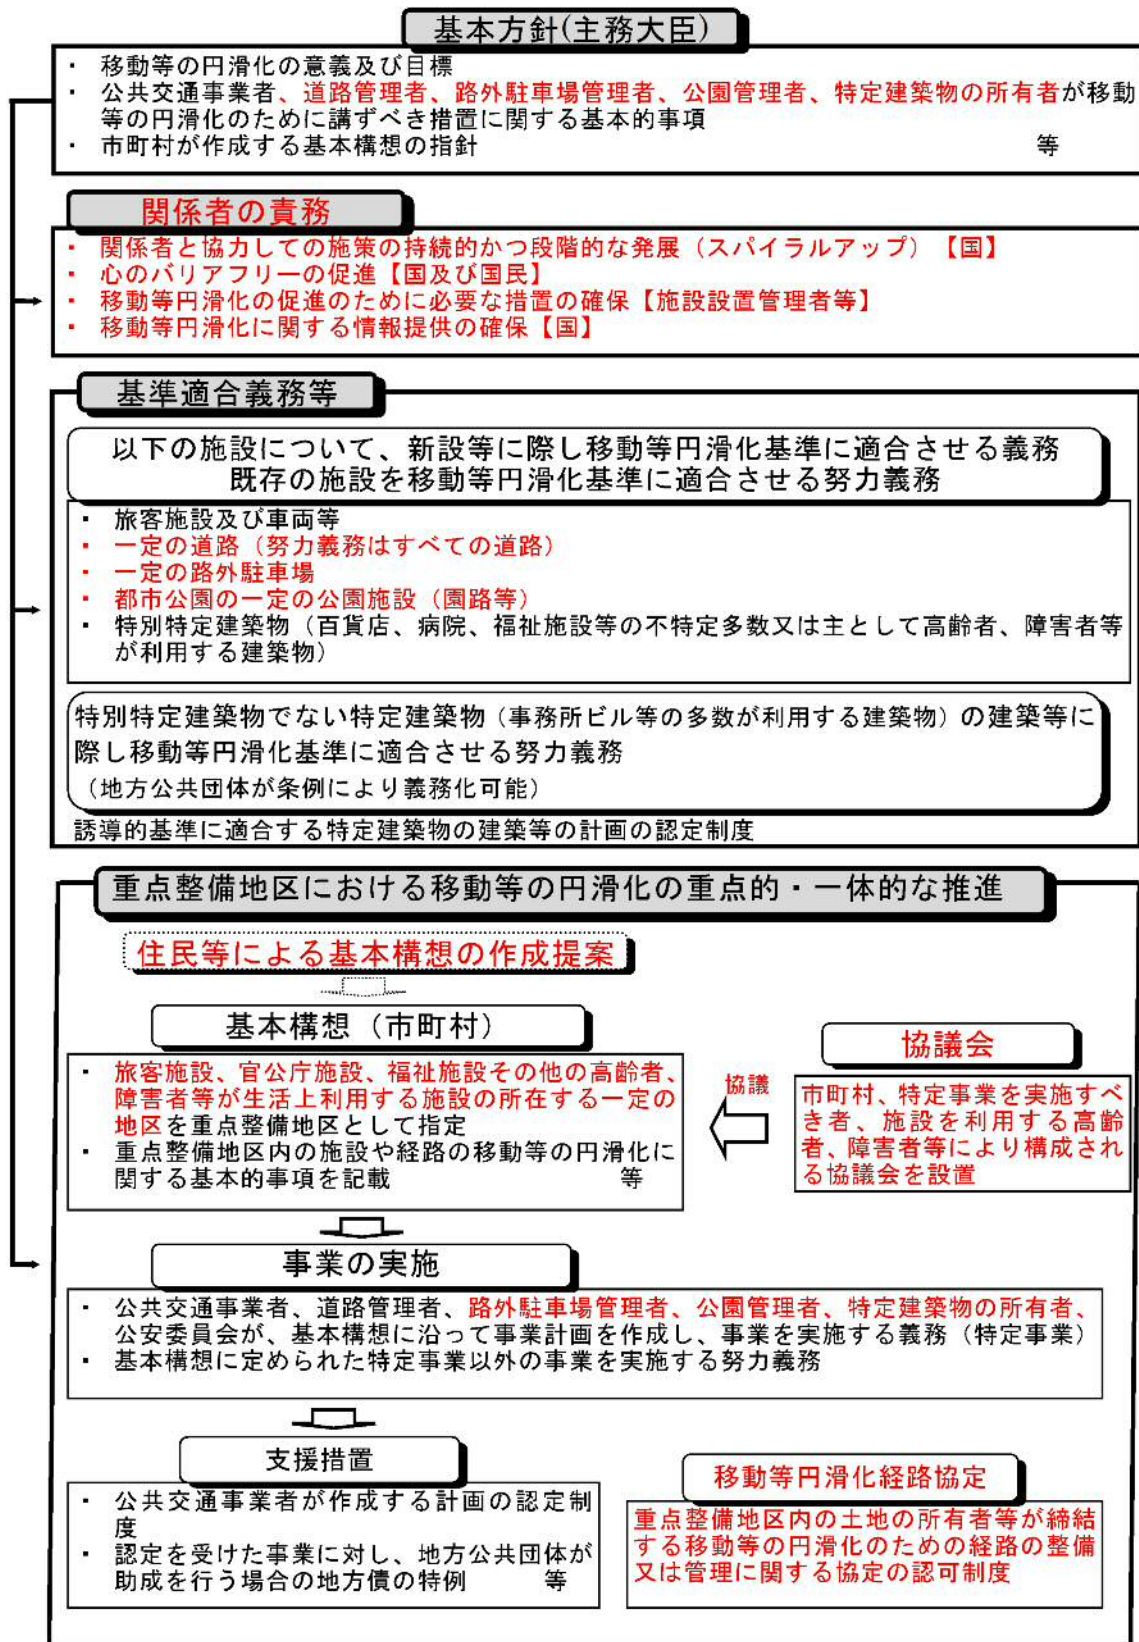 基本方針(主務大臣)
・ 移動等の円滑化の意義及び目標
・ 公共交通事業者、道路管理者、路外駐車場管理者、公園管理者、特定建築物の所有者が移動
等の円滑化のために講ずべき措置に関する基本的事項
・ 市町村が作成する基本構想の指針 等
関係者の責務
・ 関係者と協力しての施策の持続的かつ段階的な発展（スパイラルアップ）【国】
・ 心のバリアフリーの促進【国及び国民】
・ 移動等円滑化の促進のために必要な措置の確保【施設設置管理者等】
・ 移動等円滑化に関する情報提供の確保【国】
基準適合義務等
以下の施設について、新設等に際し移動等円滑化基準に適合させる義務
既存の施設を移動等円滑化基準に適合させる努力義務
・ 旅客施設及び車両等
・ 一定の道路（努力義務はすべての道路）
・ 一定の路外駐車場
・ 都市公園の一定の公園施設（園路等）
・ 特別特定建築物（百貨店、病院、福祉施設等の不特定多数又は主として高齢者、障害者等
が利用する建築物）
特別特定建築物でない特定建築物（事務所ビル等の多数が利用する建築物）の建築等に
際し移動等円滑化基準に適合させる努力義務
（地方公共団体が条例により義務化可能）
誘導的基準に適合する特定建築物の建築等の計画の認定制度
重点整備地区における移動等の円滑化の重点的・一体的な推進
住民等による基本構想の作成提案
基本構想（市町村）
・ 旅客施設、官公庁施設、福祉施設その他の高齢者、
障害者等が生活上利用する施設の所在する一定の
地区を重点整備地区として指定
・ 重点整備地区内の施設や経路の移動等の円滑化に
関する基本的事項を記載 等
協議
協議会
市町村、特定事業を実施すべ
き者、施設を利用する高齢
者、障害者等により構成され
る協議会を設置
事業の実施
・ 公共交通事業者、道路管理者、路外駐車場管理者、公園管理者、特定建築物の所有者、
公安委員会が、基本構想に沿って事業計画を作成し、事業を実施する義務（特定事業）
・ 基本構想に定められた特定事業以外の事業を実施する努力義務
支援措置
・ 公共交通事業者が作成する計画の認定制
度
・ 認定を受けた事業に対し、地方公共団体が
助成を行う場合の地方債の特例 等
移動等円滑化経路協定
重点整備地区内の土地の所有者等が締結
する移動等の円滑化のための経路の整備
又は管理に関する協定の認可制度